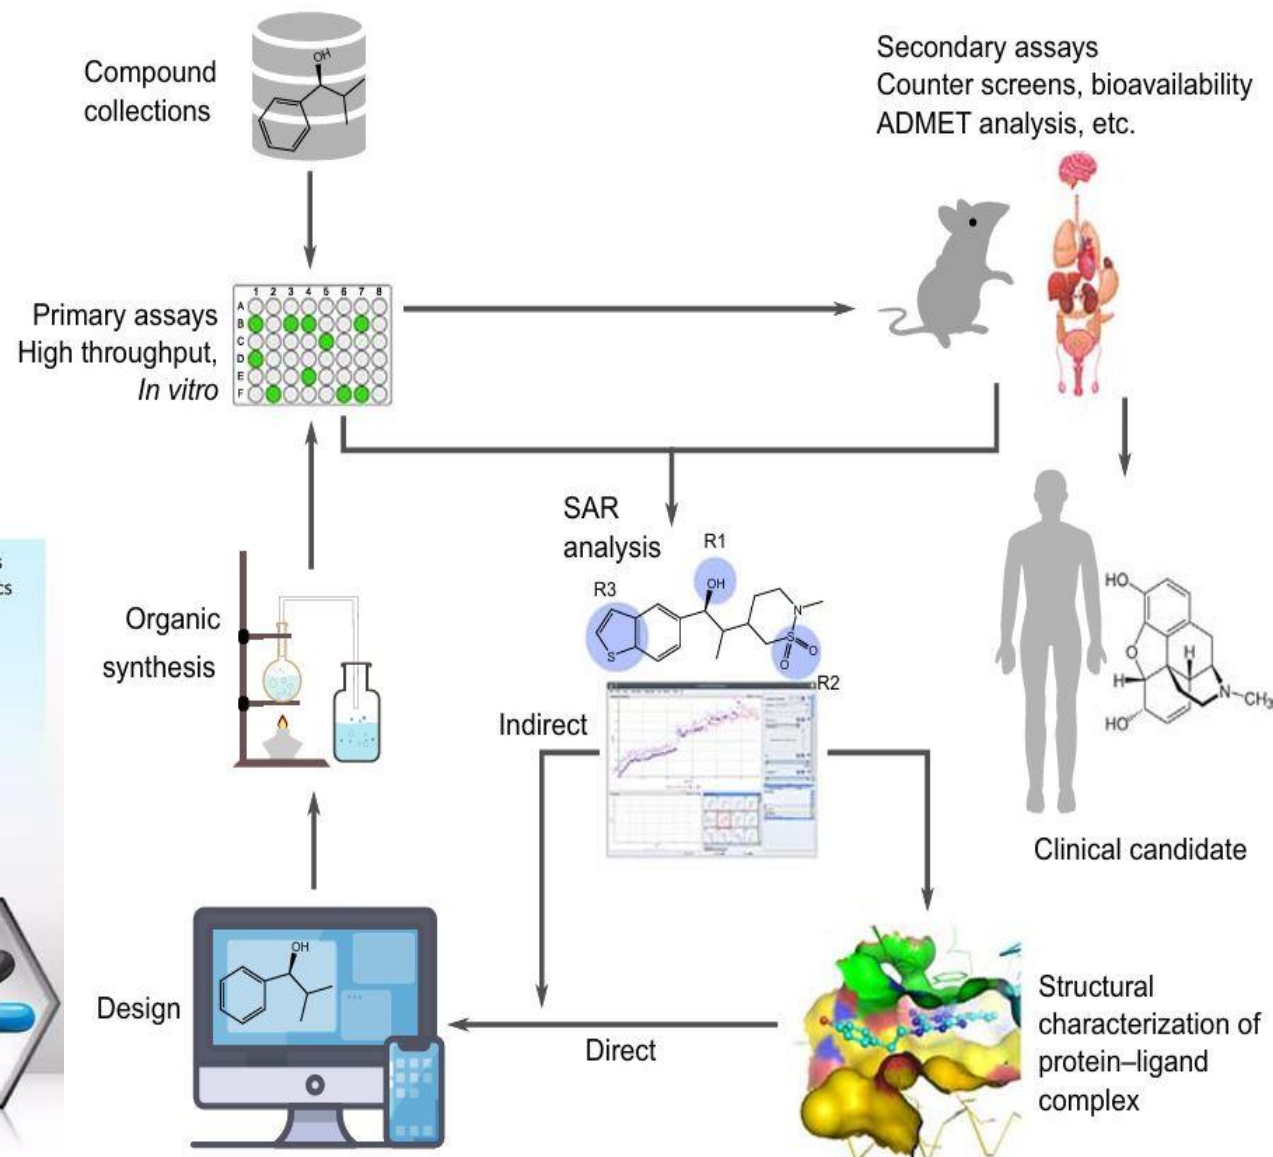 Compound
collections
OH
Secondary assays
Counter screens, bioavailability
ADMET analysis, etc.
Primary assays
High throughput,
In vitro
1 2 3 4 5 6 7 8
A
B
C
D
E
F
SAR
analysis
R1
OH
R3
N
S
S
O
O
R2
Organic
synthesis
Indirect
HO
O
H
H
N
CH3
HO
Clinical candidate
Design
OH
Direct
Structural
characterization of
protein–ligand
complex